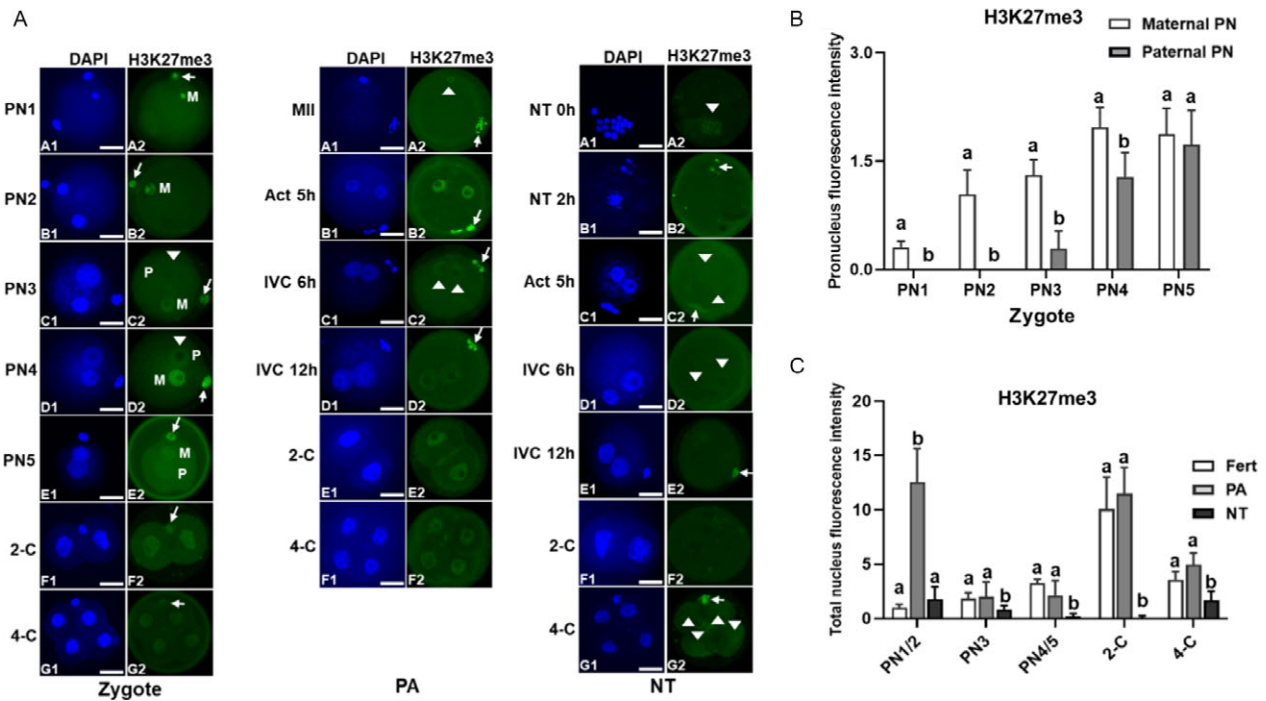 A
DAPI H3K27me3
PN1
M
A1 A2
PN2
M
B1 B2
PN3
P
M
C1 C2
PN4
P
M
D1 D2
PN5
M
P
E1 E2
2-C
F1 F2
4-C
G1 G2
Zygote
DAPI H3K27me3
MII
A1 A2
Act 5h
B1 B2
IVC 6h
C1 C2
IVC 12h
D1 D2
2-C
E1 E2
4-C
F1 F2
PA
DAPI H3K27me3
NT 0h
A1 A2
NT 2h
B1 B2
Act 5h
C1 C2
IVC 6h
D1 D2
IVC 12h
E1 E2
2-C
F1 F2
4-C
G1 G2
NT
B
H3K27me3
Maternal PN
Paternal PN
Pronucleus fluorescence intensity
3.0
1.5
0.0
a b a b a b a b a a
PN1 PN2 PN3 PN4 PN5
Zygote
C
H3K27me3
Fert
PA
NT
Total nucleus fluorescence intensity
20
15
10
5
0
a b a a a b a a b a a b a a b
PN1/2 PN3 PN4/5 2-C 4-C